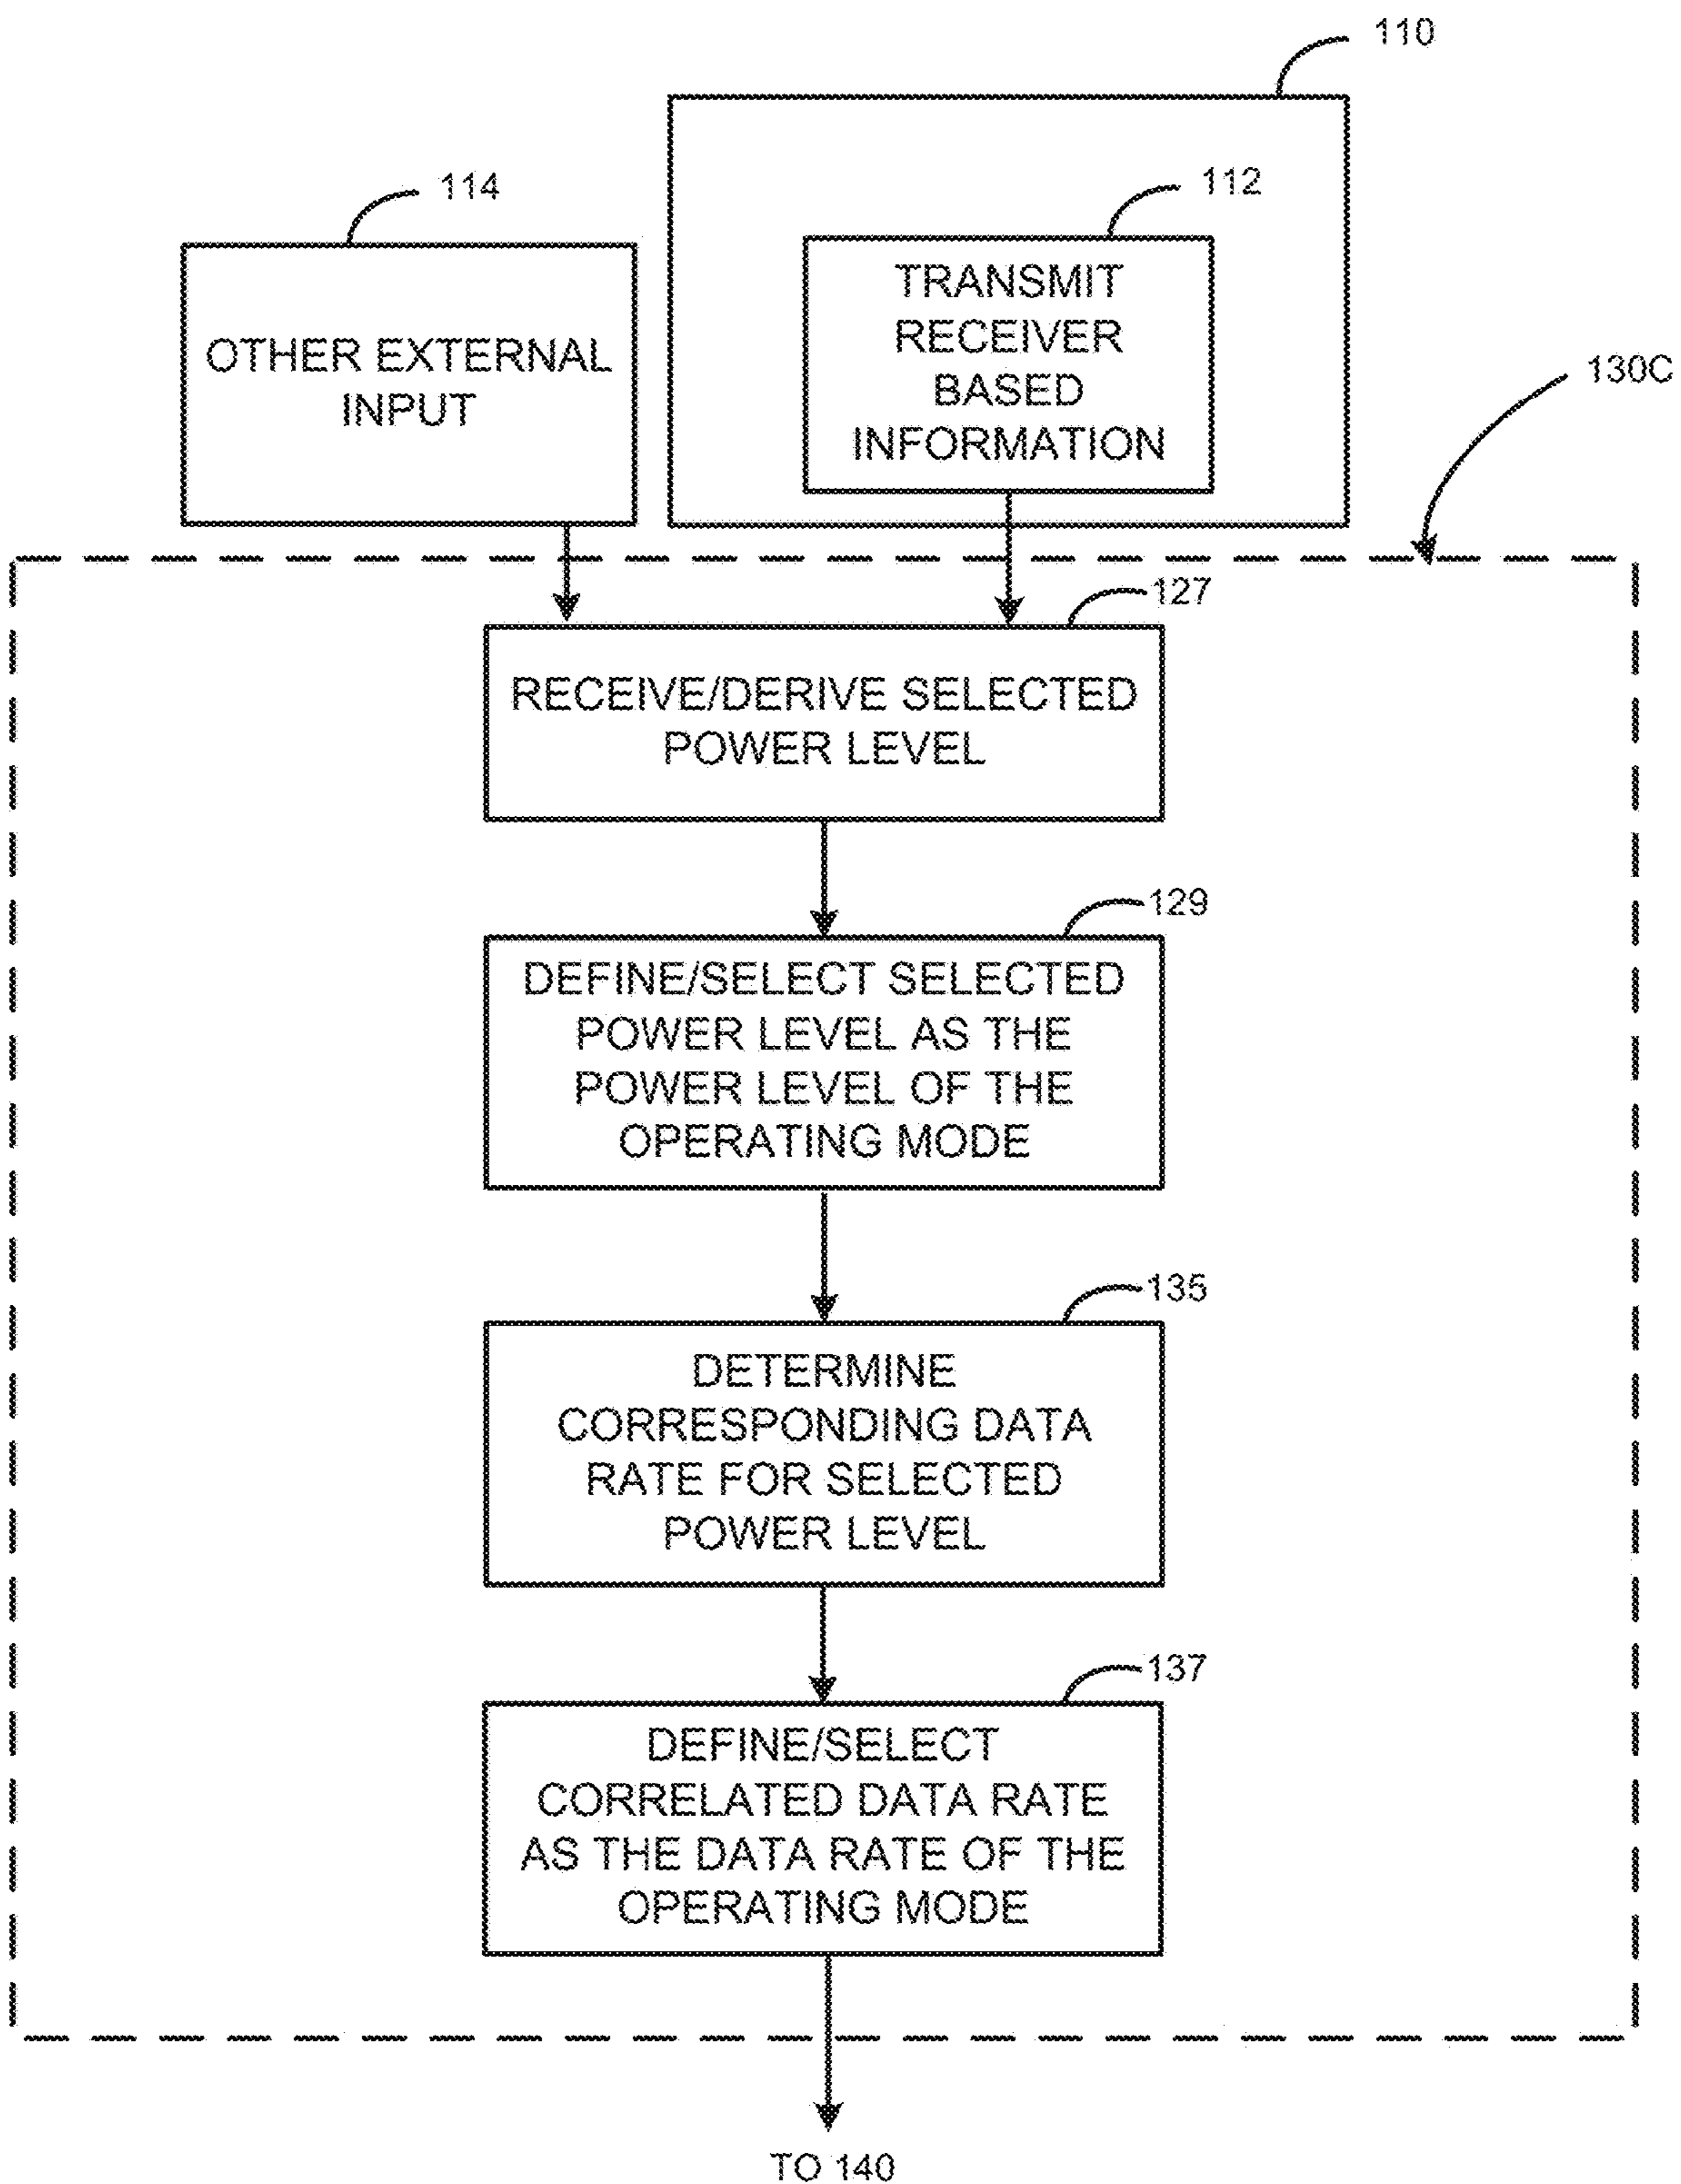 110
114
112
OTHER EXTERNAL
INPUT
TRANSMIT
RECEIVER
BASED
INFORMATION
130C
127
RECEIVE/DERIVE SELECTED
POWER LEVEL
129
DEFINE/SELECT SELECTED
POWER LEVEL AS THE
POWER LEVEL OF THE
OPERATING MODE
135
DETERMINE
CORRESPONDING DATA
RATE FOR SELECTED
POWER LEVEL
137
DEFINE/SELECT
CORRELATED DATA RATE
AS THE DATA RATE OF THE
OPERATING MODE
TO 140